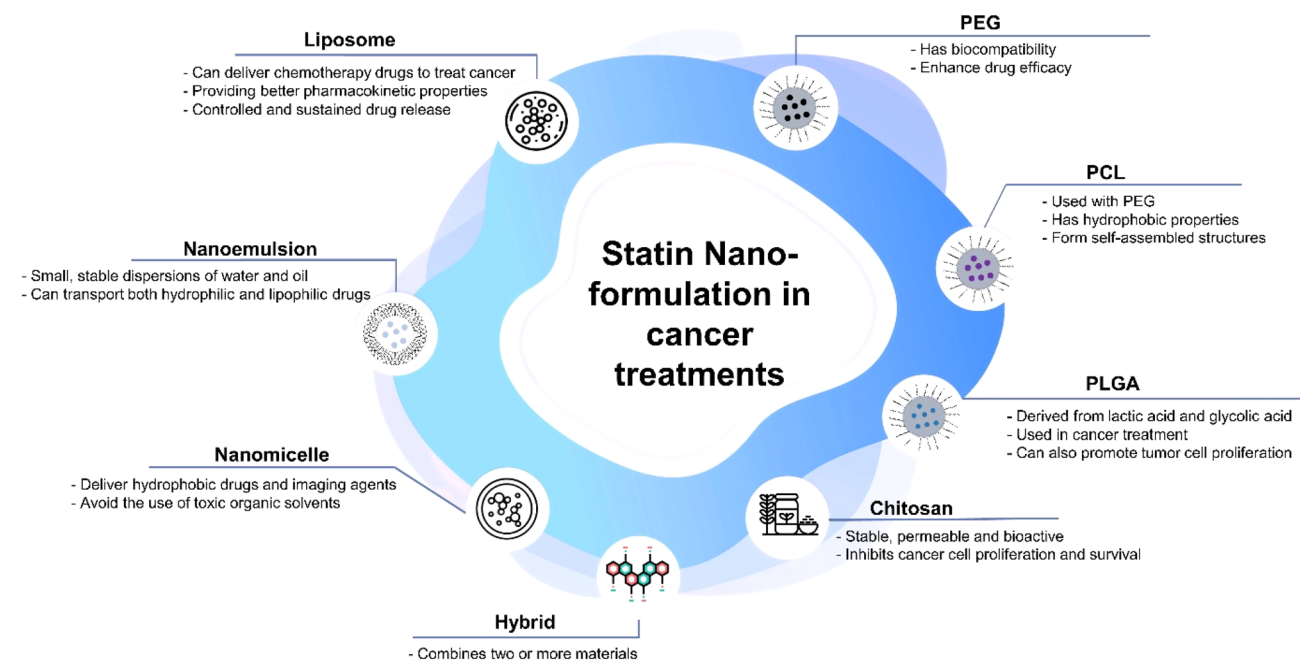 Liposome
- Can deliver chemotherapy drugs to treat cancer
- Providing better pharmacokinetic properties
- Controlled and sustained drug release
PEG
- Has biocompatibility
- Enhance drug efficacy
PCL
- Used with PEG
- Has hydrophobic properties
- Form self-assembled structures
Nanoemulsion
- Small, stable dispersions of water and oil
- Can transport both hydrophilic and lipophilic drugs
Statin Nano-
formulation in
cancer
treatments
PLGA
- Derived from lactic acid and glycolic acid
- Used in cancer treatment
- Can also promote tumor cell proliferation
Nanomicelle
- Deliver hydrophobic drugs and imaging agents
- Avoid the use of toxic organic solvents
Chitosan
- Stable, permeable and bioactive
- Inhibits cancer cell proliferation and survival
Hybrid
- Combines two or more materials